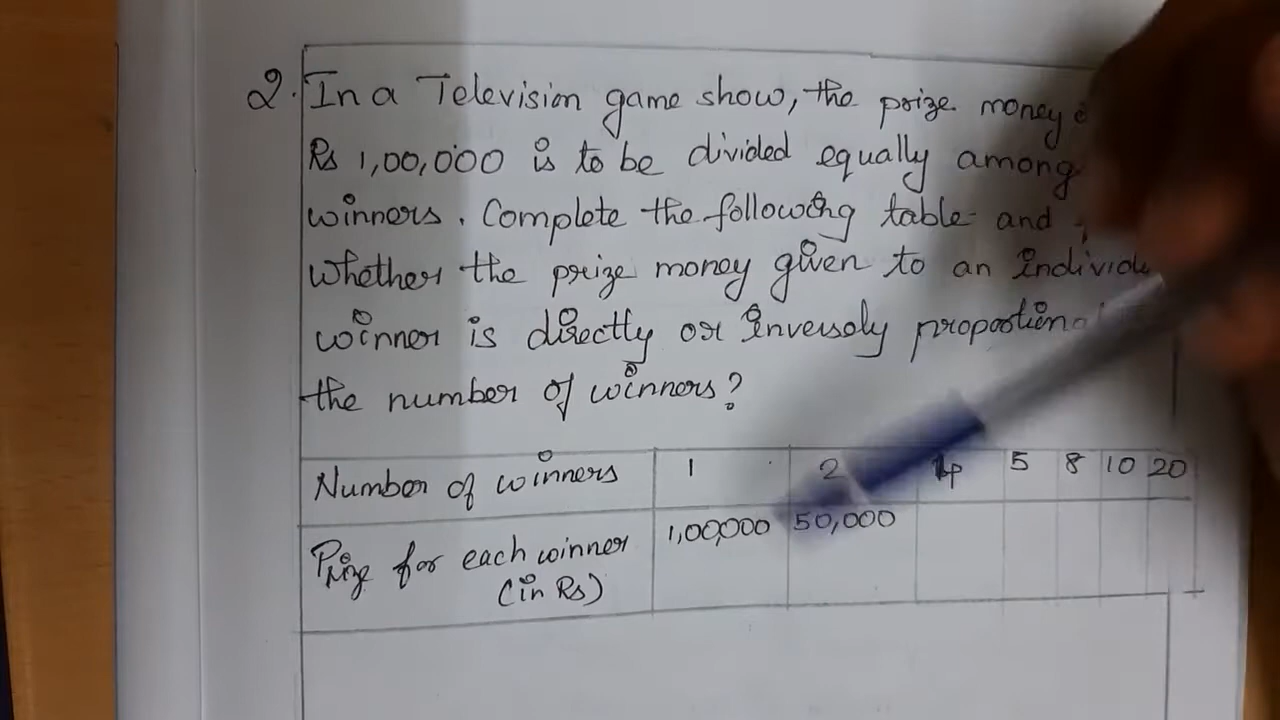 2. In a Television game show, the prize money
Rs 1,00,000 is to be divided equally among
winners. Complete the following table and
whether the prize money given to an
winner is directly or Inversely
the number of winners?
Number of winners 1 2 4 5 8 10 20
Prize for each winner 1,00,000 50,000
(in Rs)